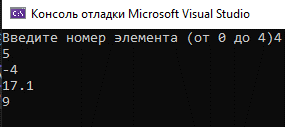 Консоль отладки Microsoft Visual Studio
Введите номер элемента (от 0 до 4)4
5
-4
17.1
9